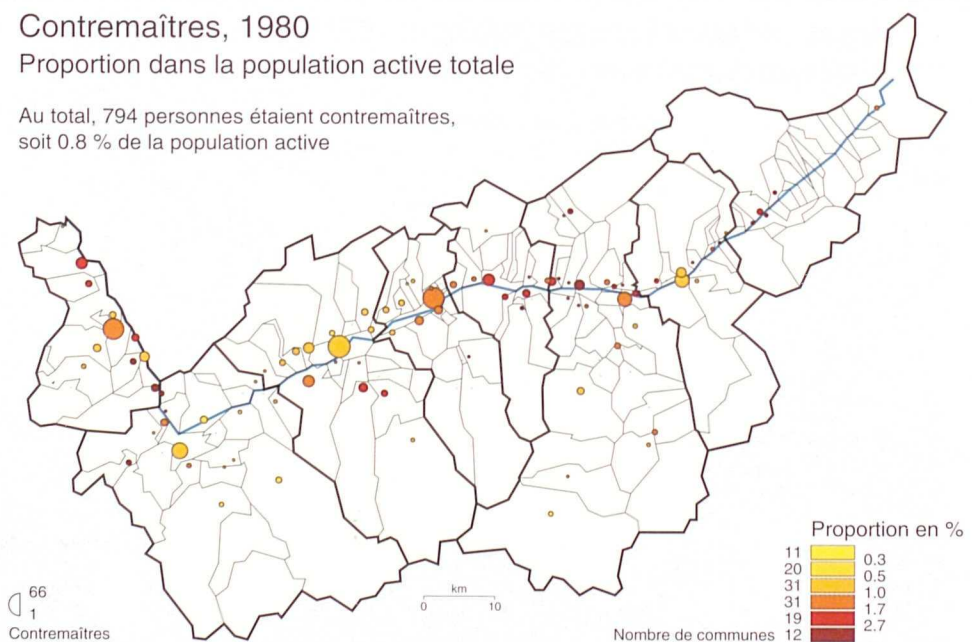 Contremaîtres, 1980
Proportion dans la population active totale
Au total, 794 personnes étaient contremaîtres,
soit 0.8 % de la population active
66
1
Contremaîtres
km
0 10
Proportion en %
11
0.3
20
0.5
31
1.0
31
1.7
19
2.7
12
Nombre de communes